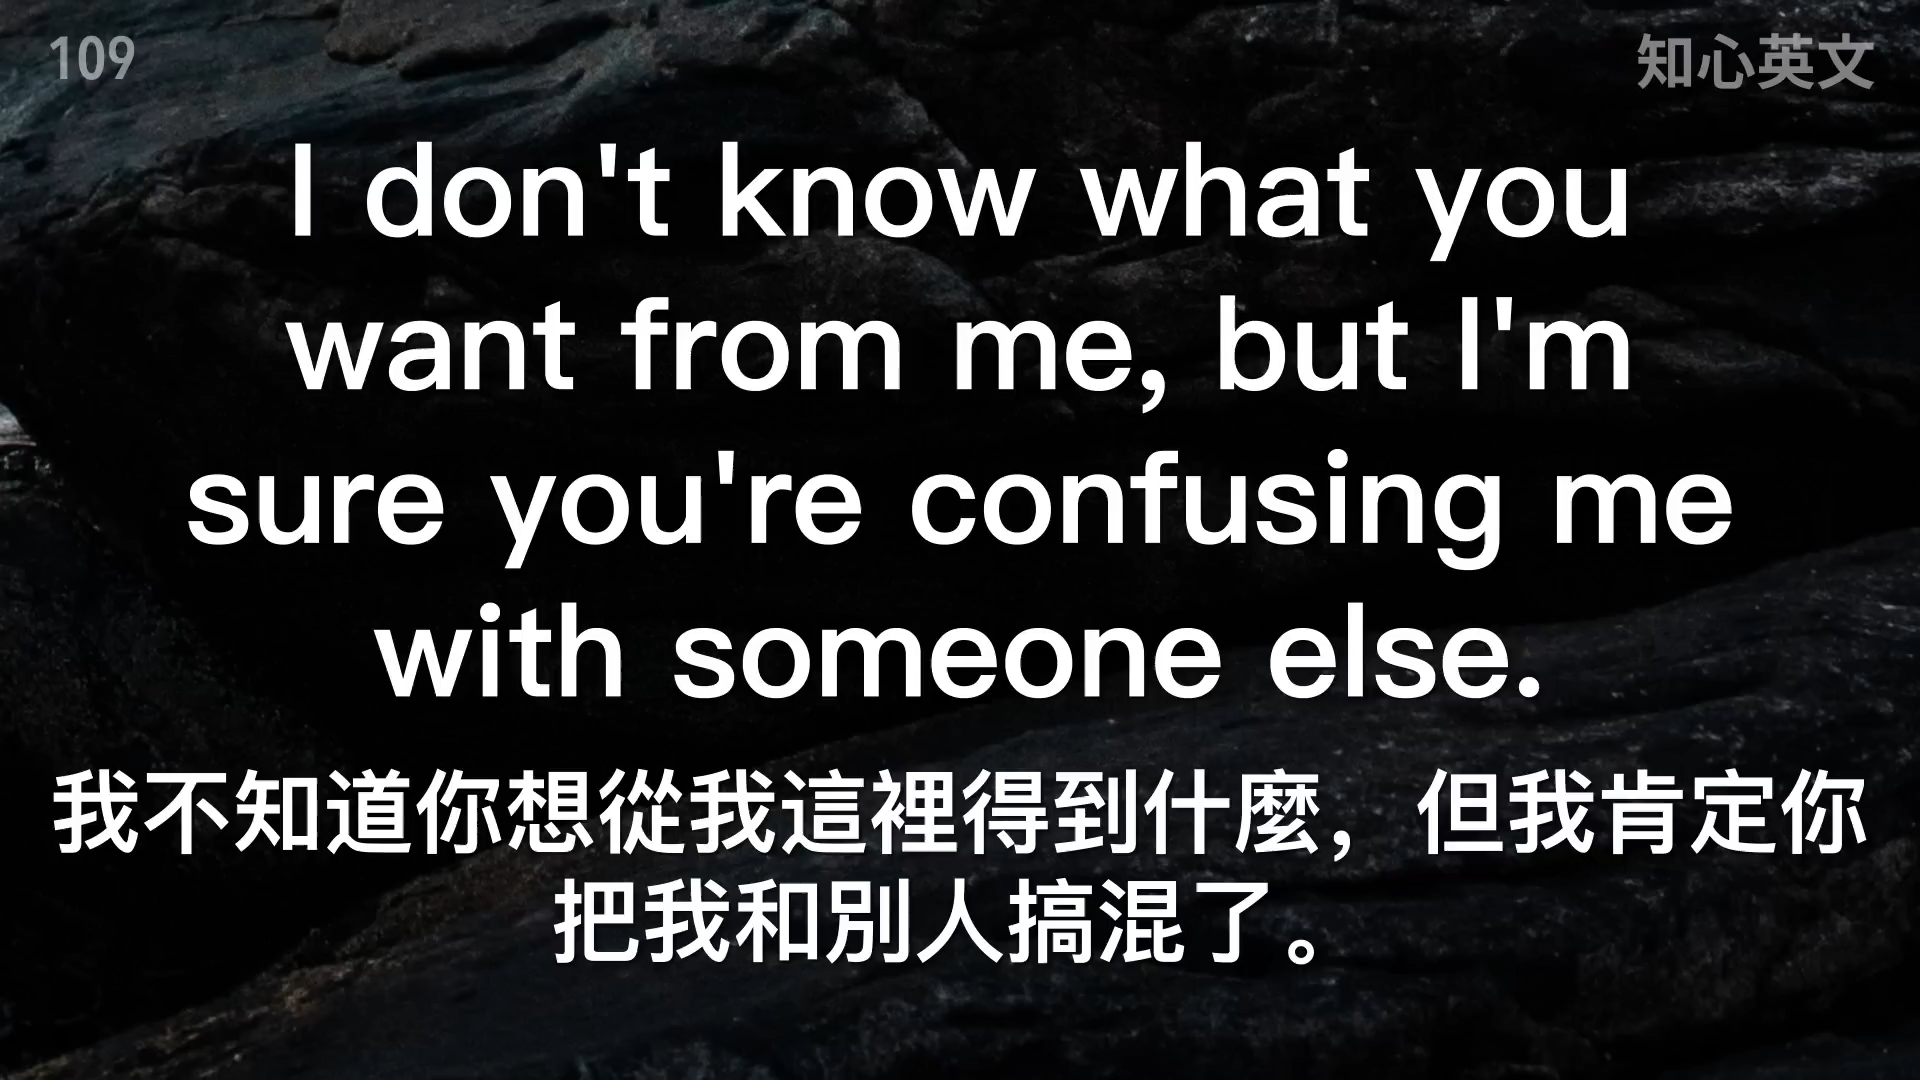 109
知心英文
I don't know what you
want from me, but I'm
sure you're confusing me
with someone else.
我不知道你想從我這裡得到什麼，但我肯定你
把我和別人搞混了。